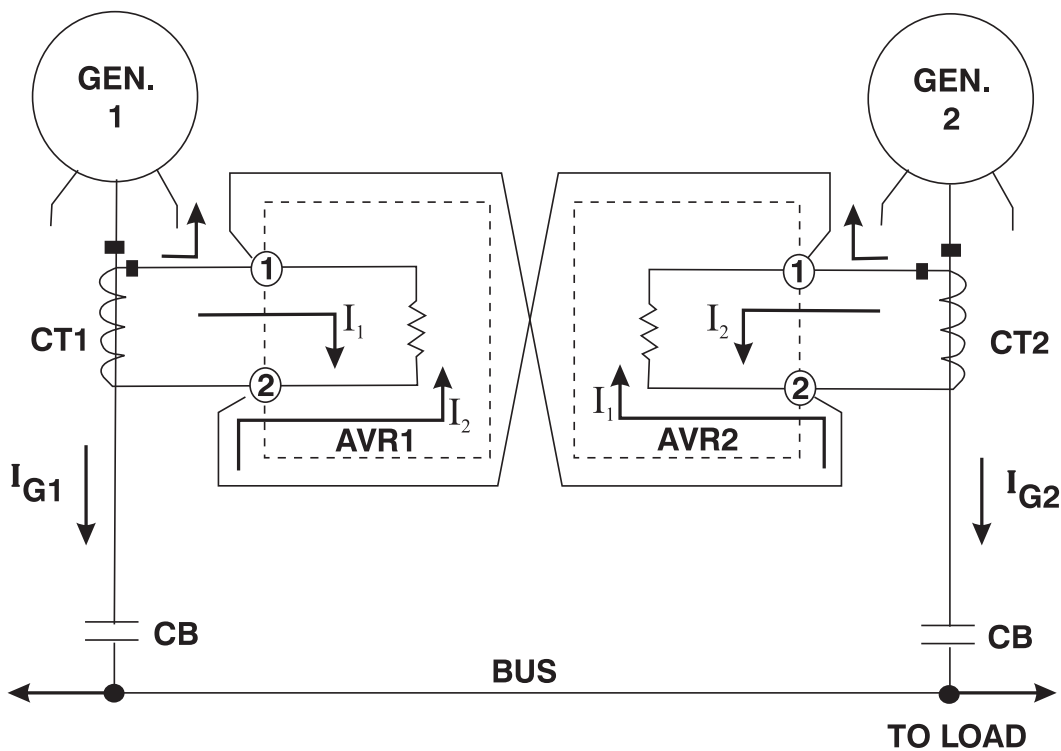 GEN.
1
GEN.
2
1
1
CT1
I1
I2
CT2
2
2
I2
I1
AVR1
AVR2
IG1
IG2
CB
CB
BUS
TO LOAD